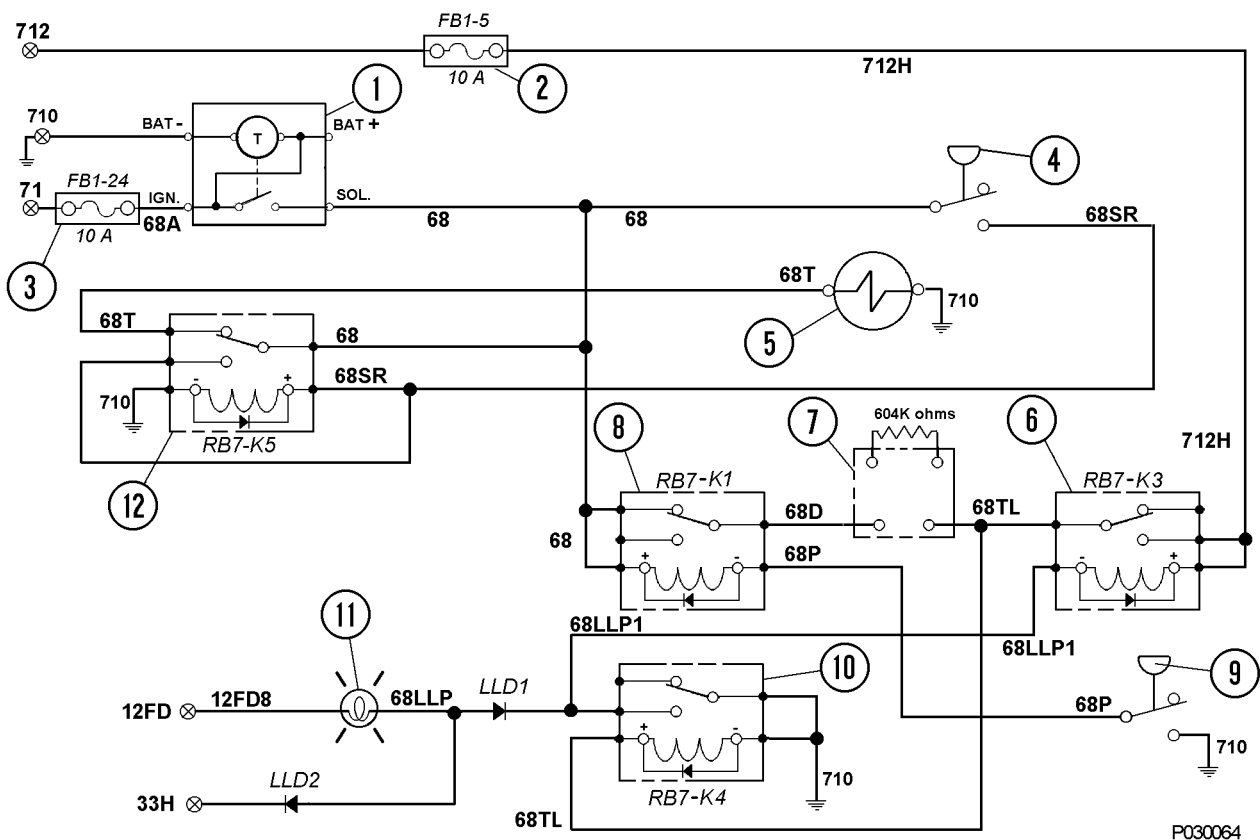 712
FB1-5
10 A
712H
1
2
710
BAT -
T
BAT +
71
FB1-24
10 A
IGN.
68A
SOL.
68
68
4
68SR
3
68T
5
710
68T
68
68SR
710
RB7-K5
12
8
7
604K ohms
6
712H
RB7-K1
68D
68TL
RB7-K3
68
+
-
68P
-
+
-
+
11
68LLP1
68LLP1
10
9
12FD
12FD8
68LLP
LLD1
68P
710
+
-
LLD2
33H
RB7-K4
710
68TL
P030064